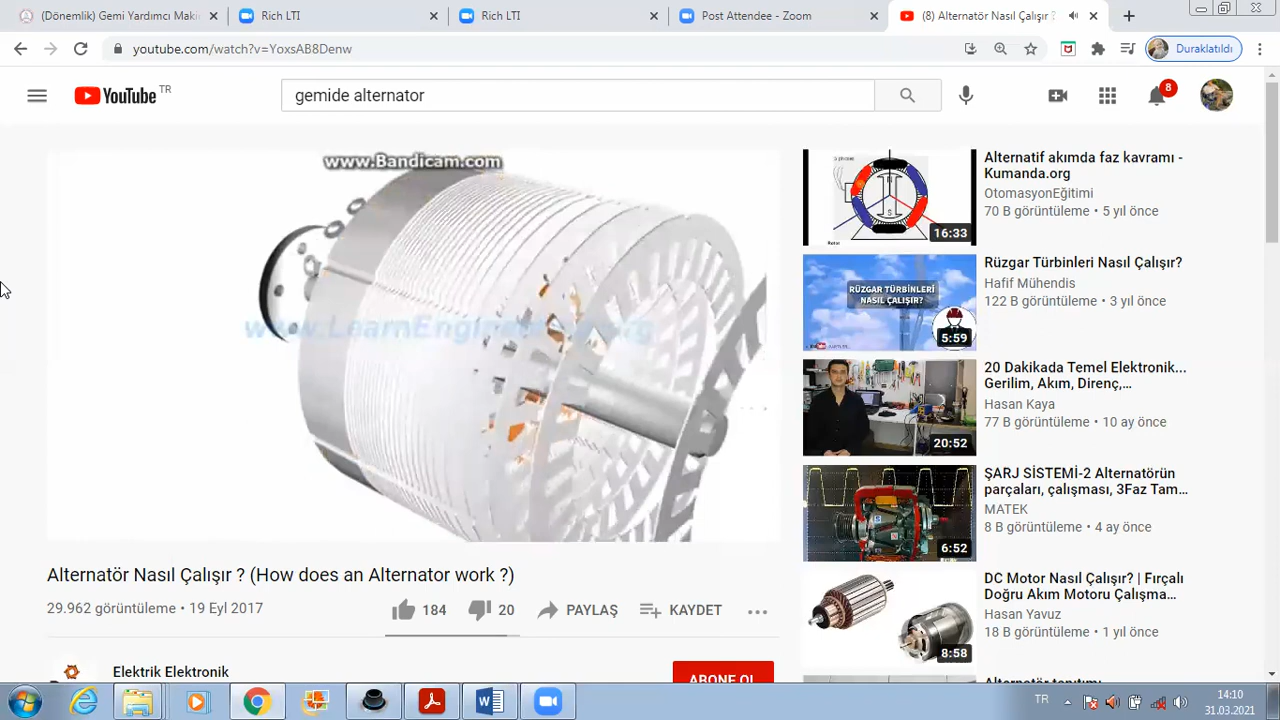 (Dönemlik) Gemi Yardımcı Mak
Rich LTI
Rich LTI
Post Attendee - Zoom
(8) Alternatör Nasıl Çalışır ?
youtube.com/watch?v=YoxsAB8Denw
Duraklatıldı
YouTube TR
gemide alternator
8
www.Bandicam.com
Alternatör Nasıl Çalışır ? (How does an Alternator work ?)
29.962 görüntüleme • 19 Eyl 2017
184
20
PAYLAŞ
KAYDET
Elektrik Elektronik
ABONE OL
16:33
Alternatif akımda faz kavramı -
Kumanda.org
OtomasyonEğitimi
70 B görüntüleme • 5 yıl önce
RÜZGAR TÜRBİNLERİ
NASIL ÇALIŞIR?
5:59
Rüzgar Türbinleri Nasıl Çalışır?
Hafif Mühendis
122 B görüntüleme • 3 yıl önce
20:52
20 Dakikada Temel Elektronik...
Gerilim, Akım, Direnç,...
Hasan Kaya
77 B görüntüleme • 10 ay önce
6:52
ŞARJ SİSTEMİ-2 Alternatörün
parçaları, çalışması, 3Faz Tam...
MATEK
8 B görüntüleme • 4 ay önce
8:58
DC Motor Nasıl Çalışır? | Fırçalı
Doğru Akım Motoru Çalışma...
Hasan Yavuz
18 B görüntüleme • 1 yıl önce
TR
14:10
31.03.2021